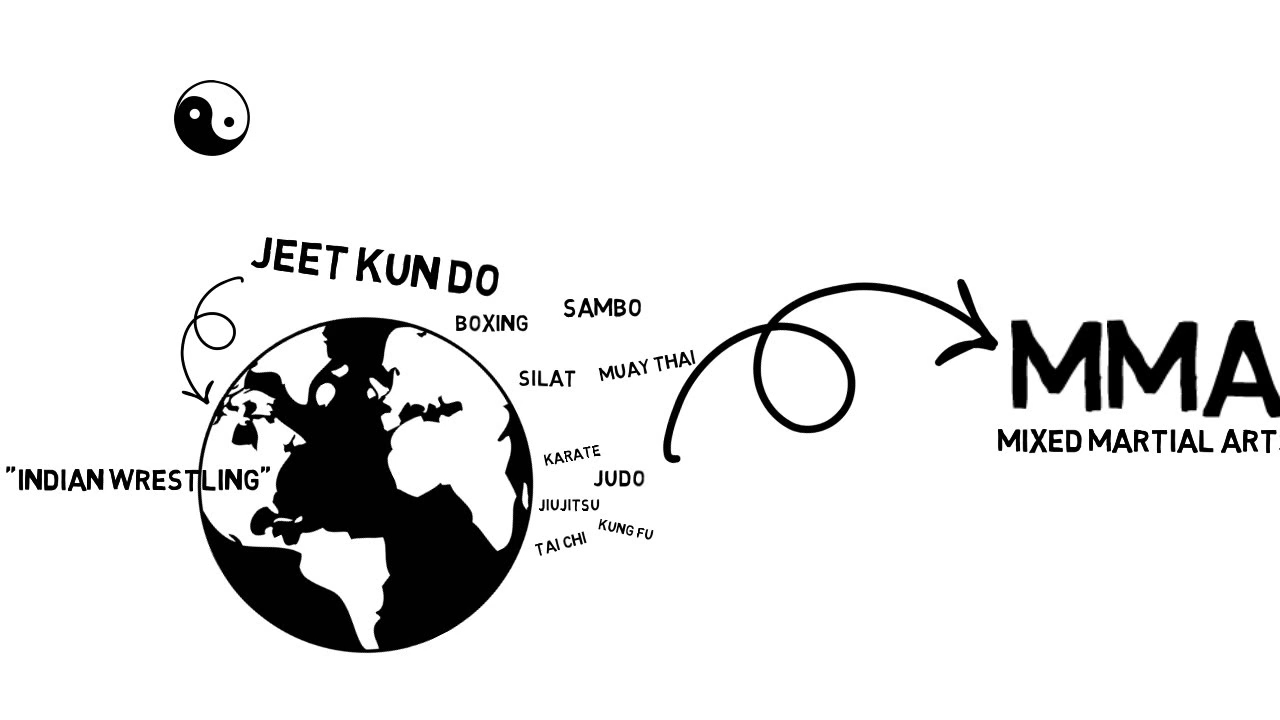 JEET KUN DO
BOXING
SAMBO
SILAT
MUAY THAI
MMA
MIXED MARTIAL ARTS
KARATE
"INDIAN WRESTLING"
JUDO
JIUJITSU
KUNG FU
TAI CHI